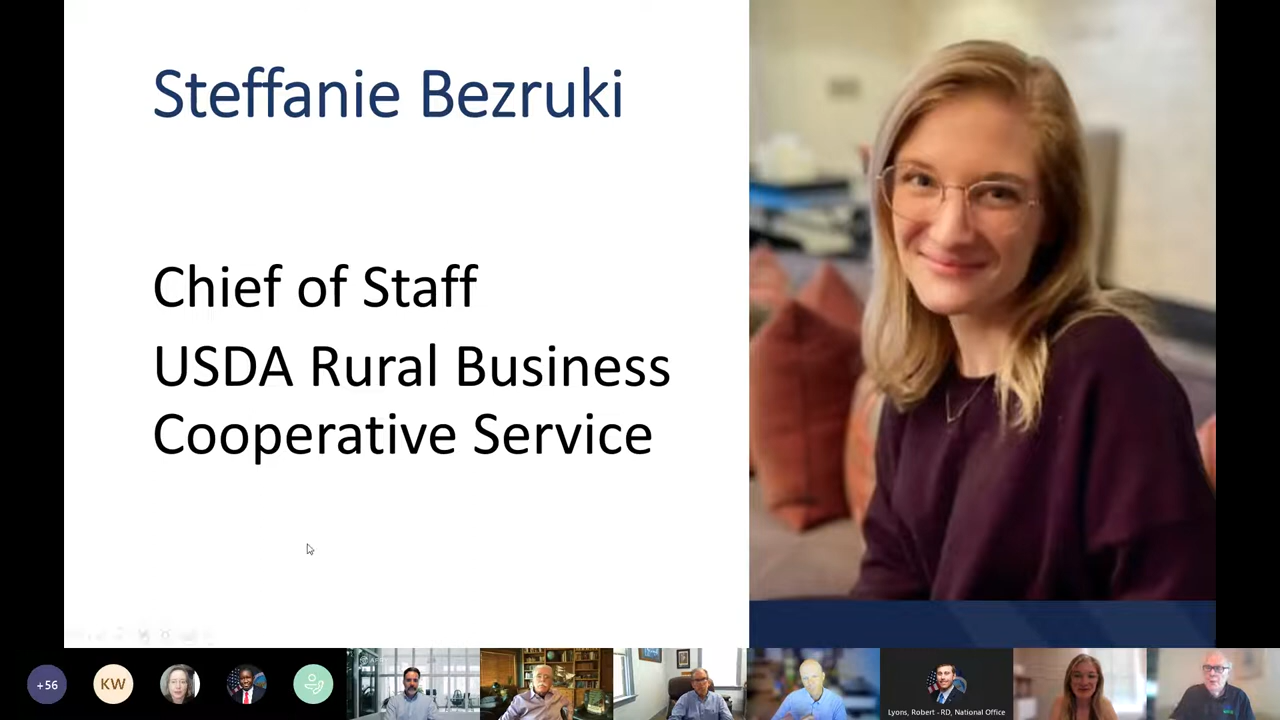 Steffanie Bezruki
Chief of Staff
USDA Rural Business
Cooperative Service
+56
KW
Lyons, Robert - RD, National Office